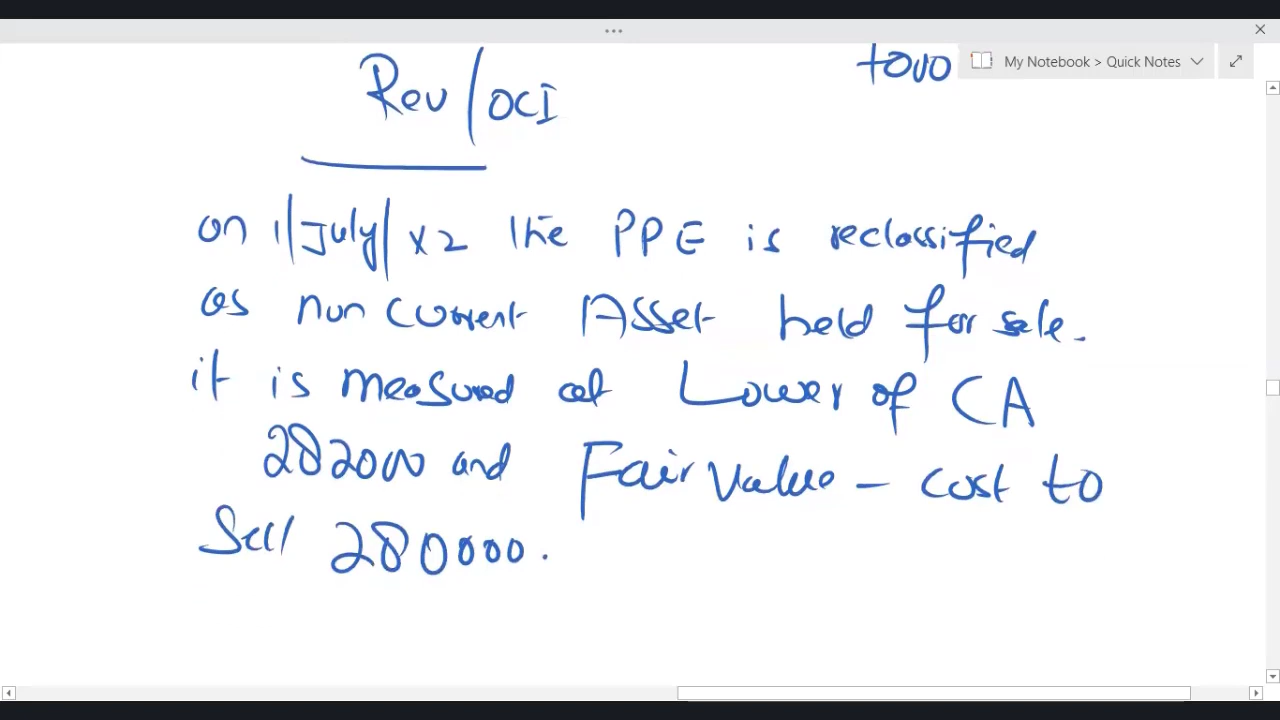 My Notebook > Quick Notes
Rev/OCI
on 1/July/x2 the PPE is reclassified
as non current Asset held for sale.
it is measured at Lower of CA
282000 and Fair Value - cost to
Sell 280000.